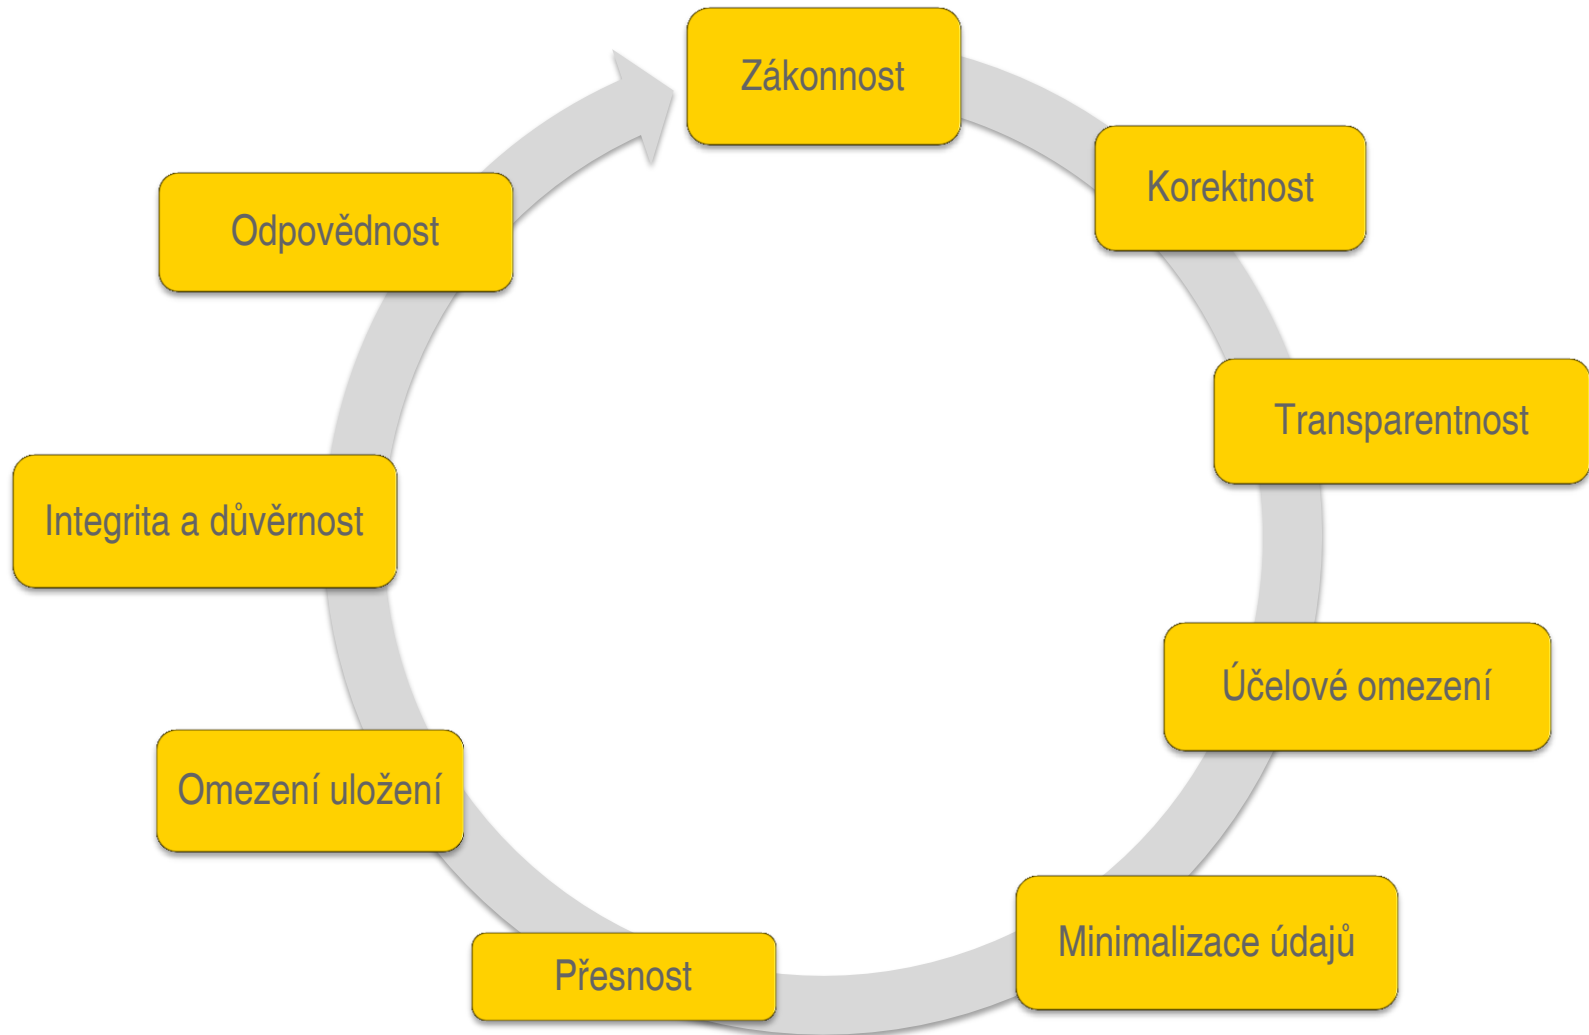 Zákonnost
Korektnost
Transparentnost
Účelové omezení
Minimalizace údajů
Přesnost
Omezení uložení
Integrita a důvěrnost
Odpovědnost